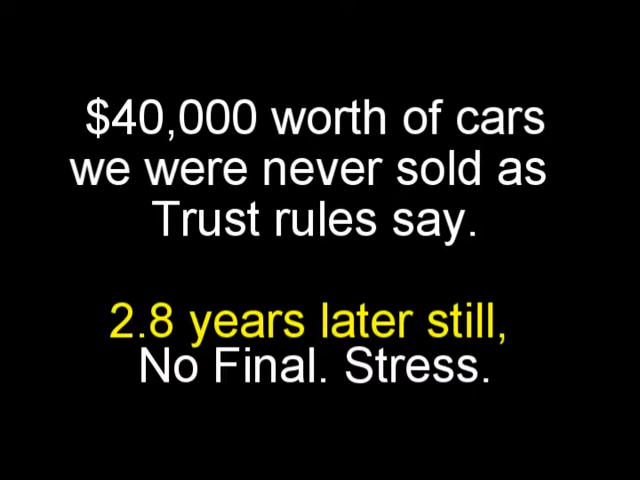 $40,000 worth of cars
we were never sold as
Trust rules say.
2.8 years later still,
No Final. Stress.